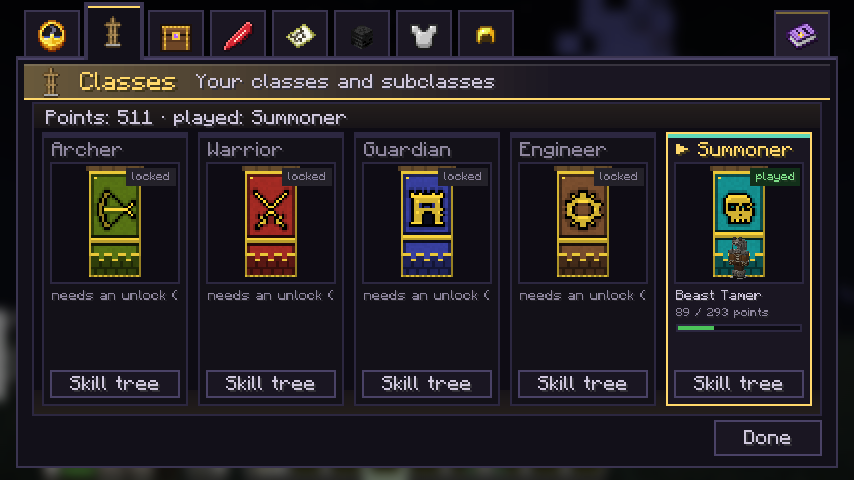 Classes Your classes and subclasses
Points: 511 · played: Summoner
Archer
locked
needs an unlock (
Skill tree
Warrior
locked
needs an unlock (
Skill tree
Guardian
locked
needs an unlock (
Skill tree
Engineer
locked
needs an unlock (
Skill tree
► Summoner
played
Beast Tamer
89 / 293 points
Skill tree
Done